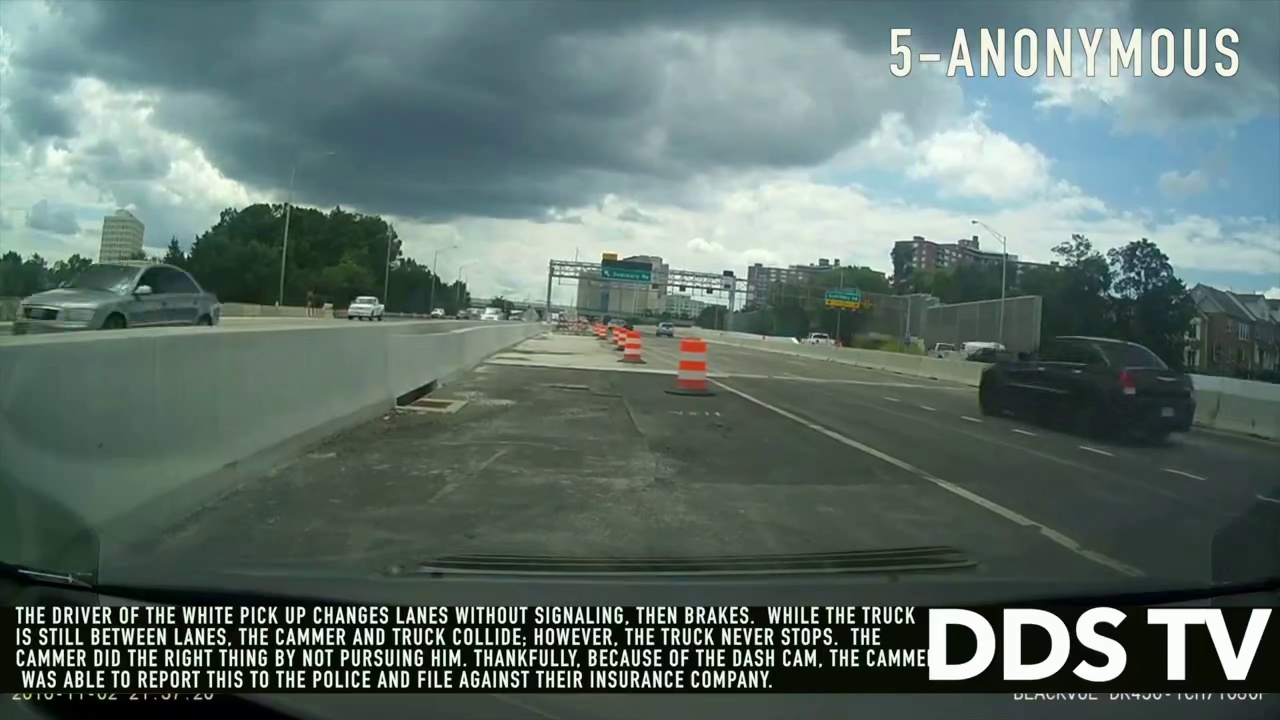 5-ANONYMOUS
THE DRIVER OF THE WHITE PICK UP CHANGES LANES WITHOUT SIGNALING, THEN BRAKES. WHILE THE TRUCK
IS STILL BETWEEN LANES, THE CAMMER AND TRUCK COLLIDE; HOWEVER, THE TRUCK NEVER STOPS. THE
CAMMER DID THE RIGHT THING BY NOT PURSUING HIM. THANKFULLY, BECAUSE OF THE DASH CAM, THE CAMME
WAS ABLE TO REPORT THIS TO THE POLICE AND FILE AGAINST THEIR INSURANCE COMPANY.
DDS TV